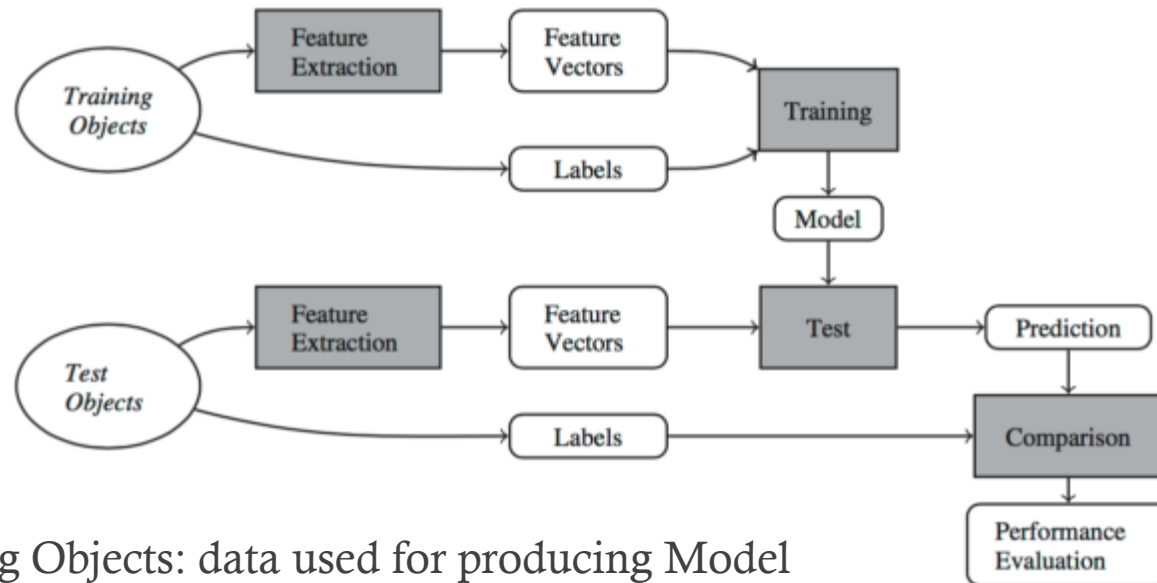 Training
Objects
Feature
Extraction
Feature
Vectors
Labels
Training
Model
Test
Objects
Feature
Extraction
Feature
Vectors
Labels
Test
Prediction
Comparison
Performance
Evaluation
g Objects: data used for producing Model